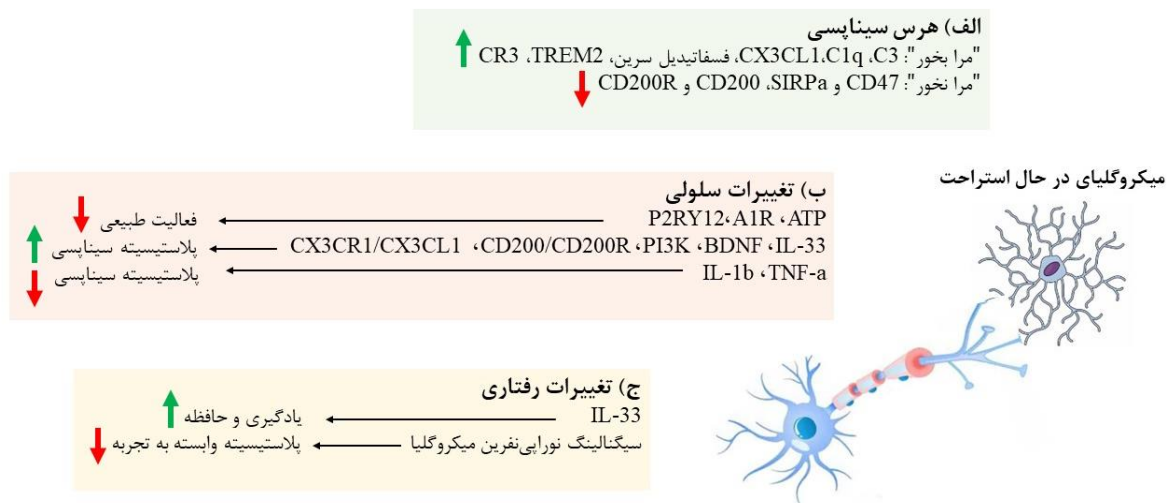 الف) هرس سیناپسی
"مرا بخور": CX3CL1،C1q ،C3، فسفاتیدیل سرین، CR3 ،TREM2
"مرا نخور": CD47 و CD200 ،SIRPa و CD200R
میکروگلیای در حال استراحت
ب) تغییرات سلولی
P2RY12،A1R ،ATP فعالیت طبیعی
CX3CR1/CX3CL1 ،CD200/CD200R ،PI3K ،BDNF ،IL-33 پلاستیسیته سیناپسی
IL-1b ،TNF-a پلاستیسیته سیناپسی
ج) تغییرات رفتاری
IL-33 یادگیری و حافظه
سیگنالینگ نوراپی‌نفرین میکروگلیا پلاستیسیته وابسته به تجربه